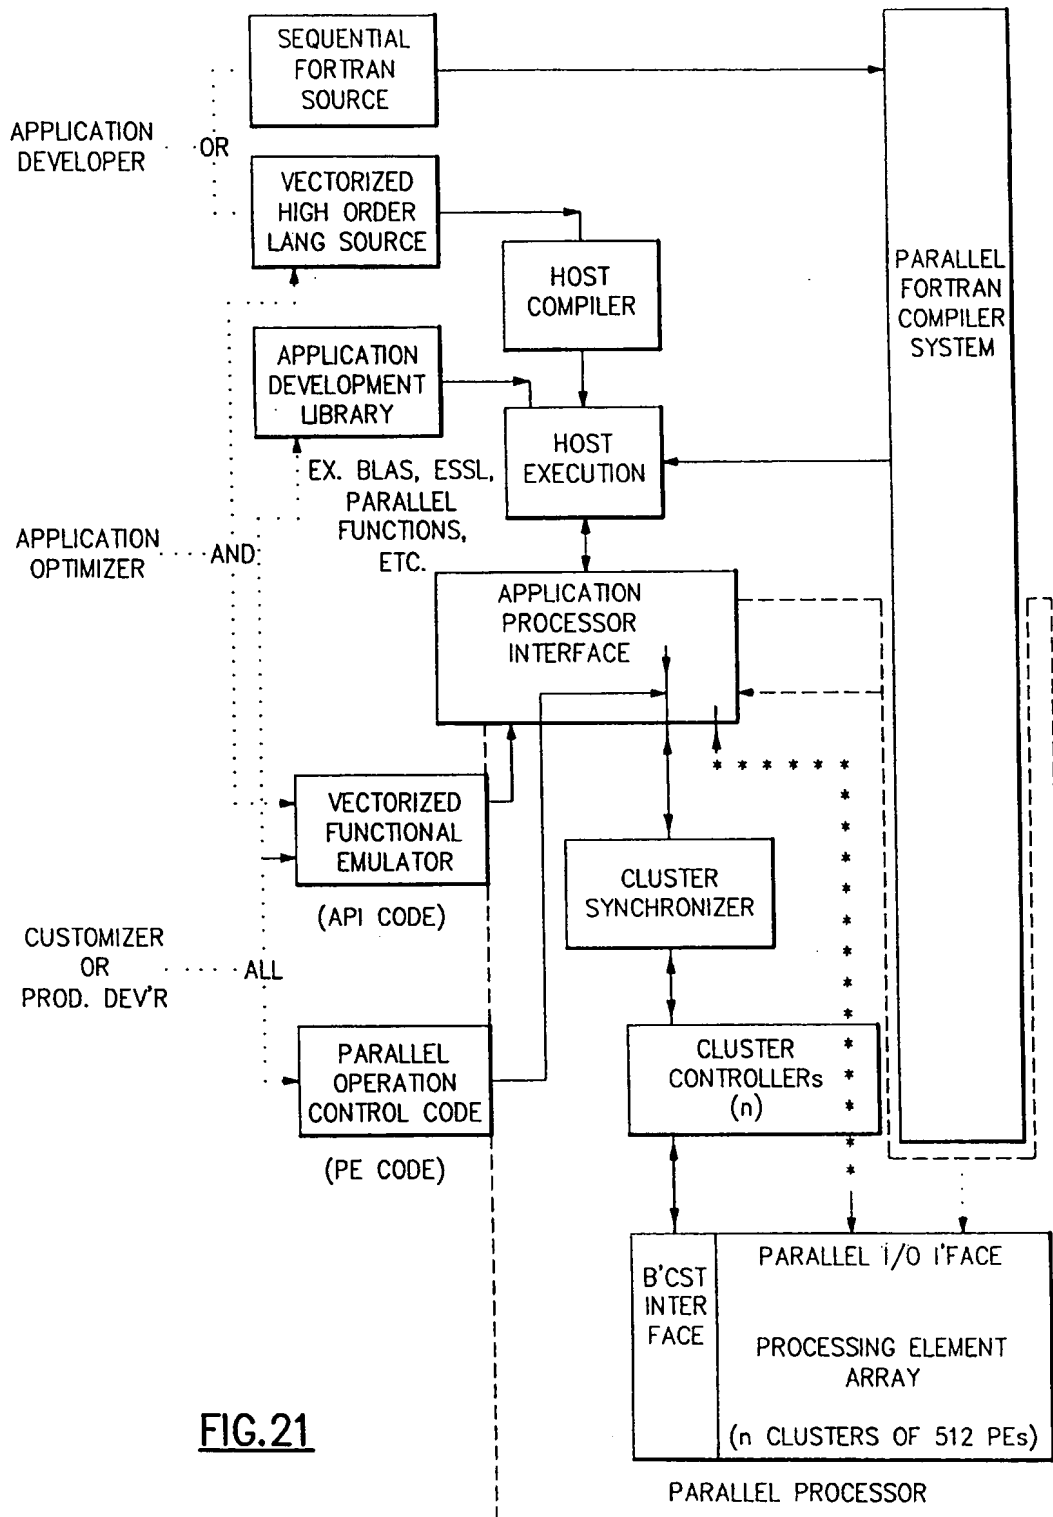 SEQUENTIAL
FORTRAN
SOURCE
APPLICATION
DEVELOPER
OR
VECTORIZED
HIGH ORDER
LANG SOURCE
HOST
COMPILER
PARALLEL
FORTRAN
COMPILER
SYSTEM
APPLICATION
DEVELOPMENT
LIBRARY
HOST
EXECUTION
EX. BLAS, ESSL,
PARALLEL
FUNCTIONS,
ETC.
APPLICATION
OPTIMIZER
AND
APPLICATION
PROCESSOR
INTERFACE
VECTORIZED
FUNCTIONAL
EMULATOR
(API CODE)
CLUSTER
SYNCHRONIZER
CUSTOMIZER
OR
PROD. DEV'R
ALL
PARALLEL
OPERATION
CONTROL CODE
(PE CODE)
CLUSTER
CONTROLLERs
(n)
B'CST
INTER
FACE
PARALLEL I/O I'FACE
PROCESSING ELEMENT
ARRAY
(n CLUSTERS OF 512 PEs)
PARALLEL PROCESSOR
FIG.21